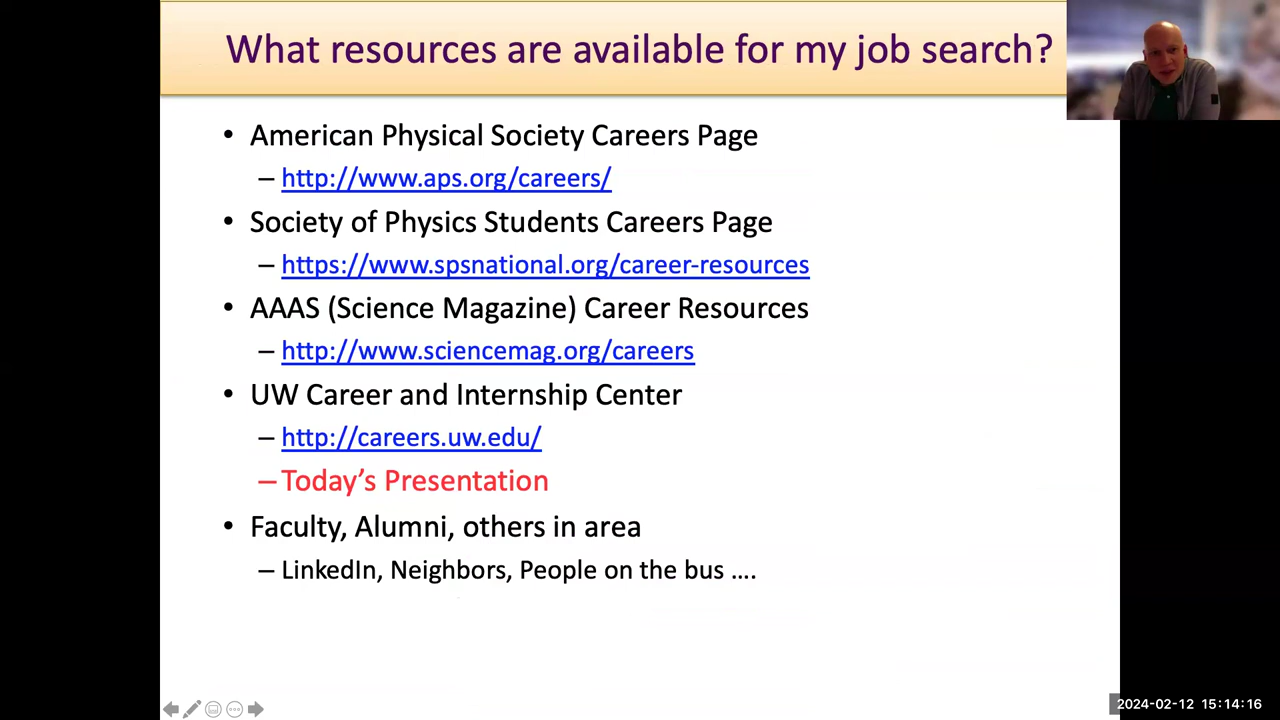 What resources are available for my job search?
• American Physical Society Careers Page
– http://www.aps.org/careers/
• Society of Physics Students Careers Page
– https://www.spsnational.org/career-resources
• AAAS (Science Magazine) Career Resources
– http://www.sciencemag.org/careers
• UW Career and Internship Center
– http://careers.uw.edu/
– Today’s Presentation
• Faculty, Alumni, others in area
– LinkedIn, Neighbors, People on the bus ….
2024-02-12 15:14:16